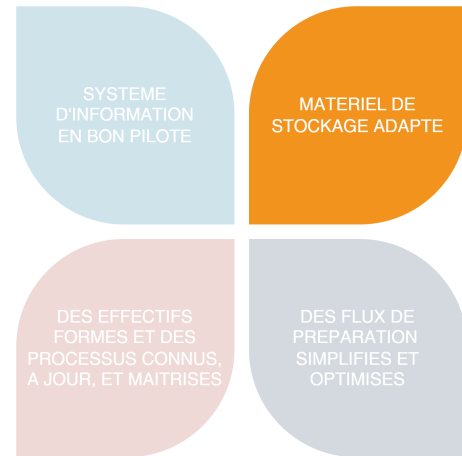 SYSTEME
D'INFORMATION
EN BON PILOTE
MATERIEL DE
STOCKAGE ADAPTE
DES EFFECTIFS
FORMES ET DES
PROCESSUS CONNUS,
A JOUR, ET MAITRISES
DES FLUX DE
PREPARATION
SIMPLIFIES ET
OPTIMISES